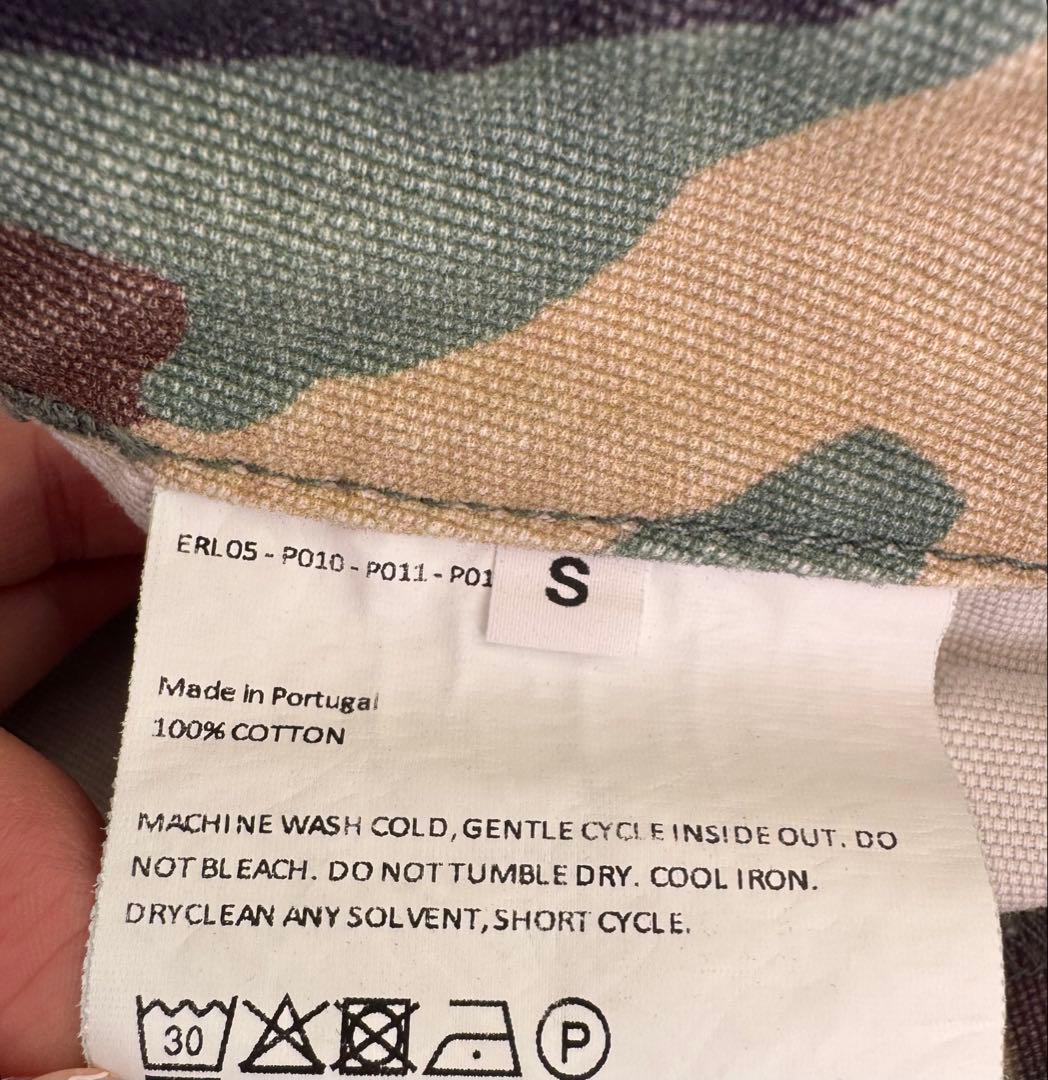 ERL05 - P010 - P011 - P01
S
Made in Portugal
100% COTTON
MACHINE WASH COLD, GENTLE CYCLE INSIDE OUT. DO
NOT BLEACH. DO NOT TUMBLE DRY. COOL IRON.
DRYCLEAN ANY SOLVENT, SHORT CYCLE.
30 P